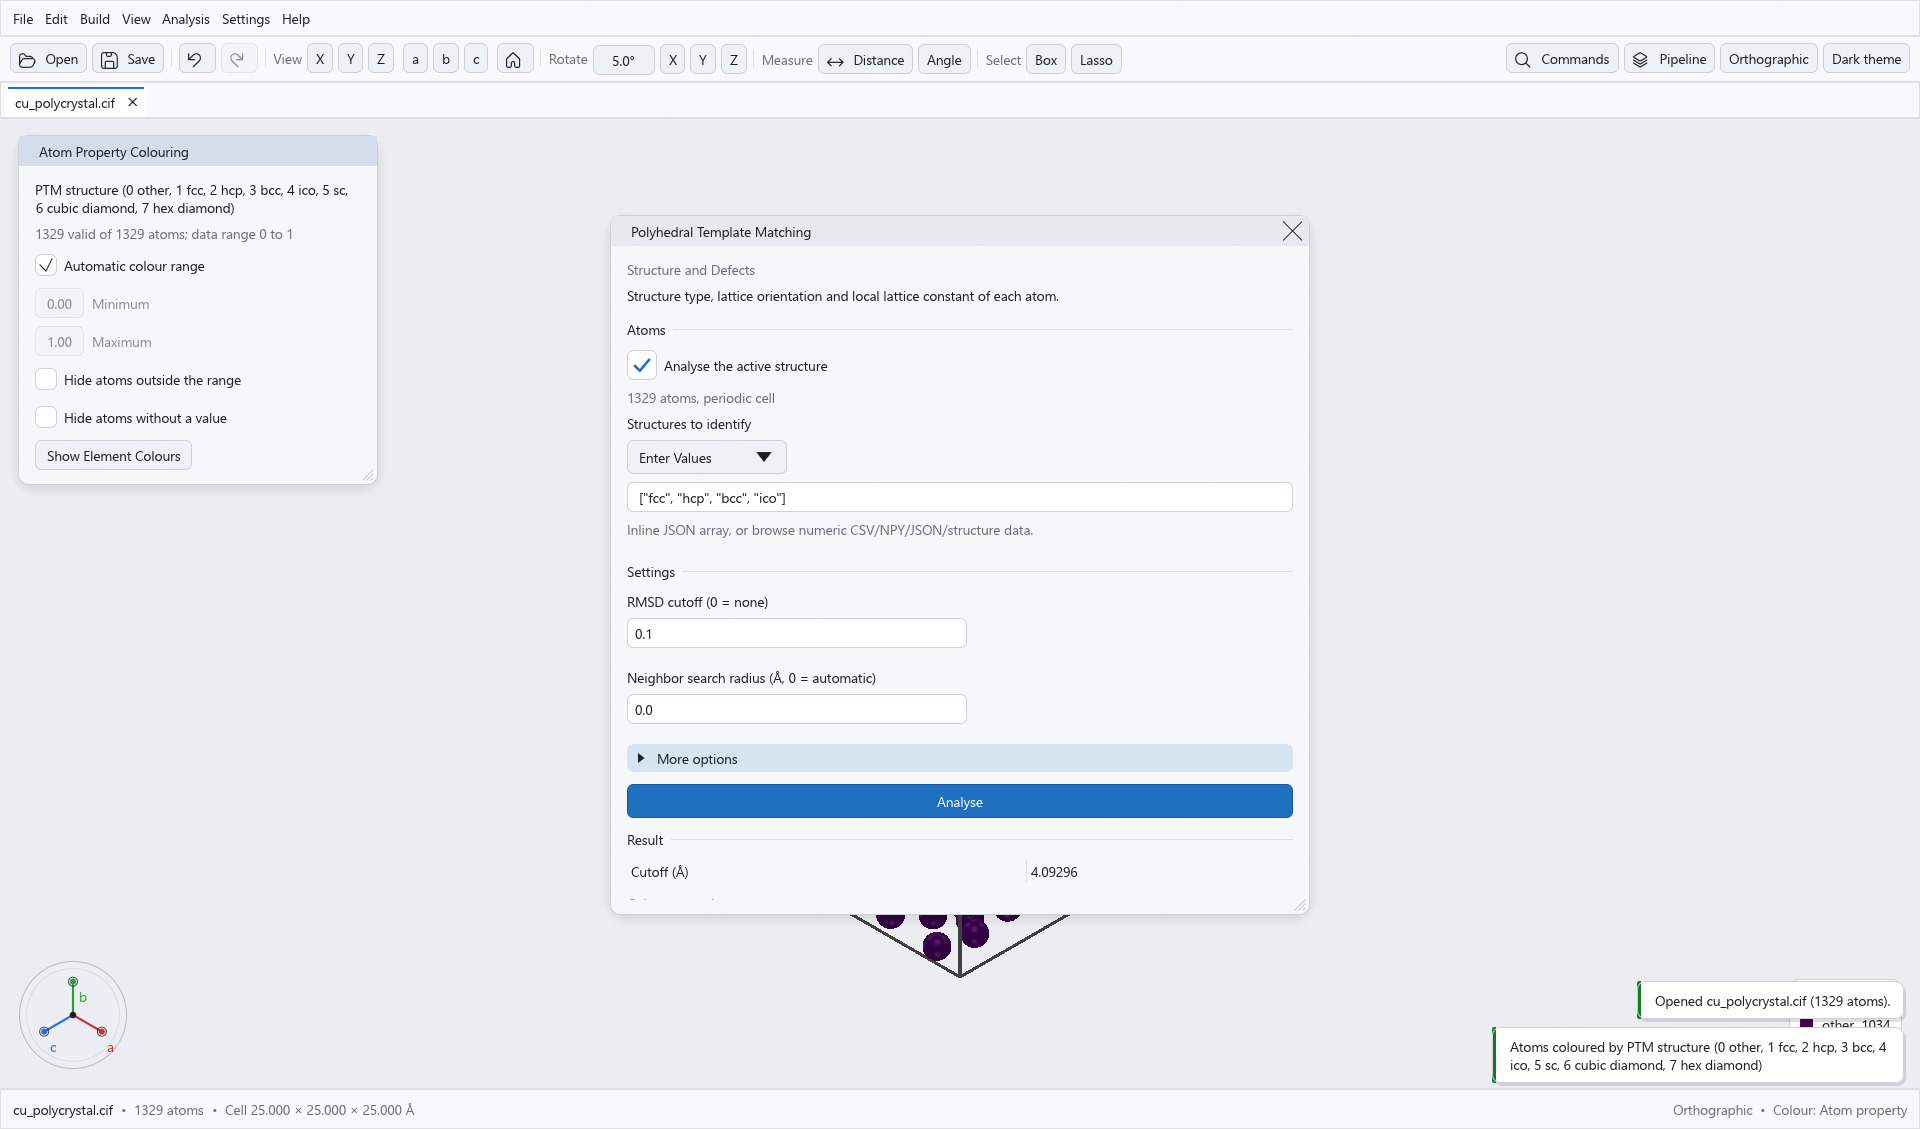 File Edit Build View Analysis Settings Help
Open Save View X Y Z a b c Rotate 5.0° X Y Z Measure Distance Angle Select Box Lasso Commands Pipeline Orthographic Dark theme
cu_polycrystal.cif
Atom Property Colouring
PTM structure (0 other, 1 fcc, 2 hcp, 3 bcc, 4 ico, 5 sc,
6 cubic diamond, 7 hex diamond)
1329 valid of 1329 atoms; data range 0 to 1
Automatic colour range
0.00 Minimum
1.00 Maximum
Hide atoms outside the range
Hide atoms without a value
Show Element Colours
Polyhedral Template Matching
Structure and Defects
Structure type, lattice orientation and local lattice constant of each atom.
Atoms
Analyse the active structure
1329 atoms, periodic cell
Structures to identify
Enter Values
["fcc", "hcp", "bcc", "ico"]
Inline JSON array, or browse numeric CSV/NPY/JSON/structure data.
Settings
RMSD cutoff (0 = none)
0.1
Neighbor search radius (Å, 0 = automatic)
0.0
More options
Analyse
Result
Cutoff (Å) 4.09296
b
c a
Opened cu_polycrystal.cif (1329 atoms).
other 1034
Atoms coloured by PTM structure (0 other, 1 fcc, 2 hcp, 3 bcc, 4
ico, 5 sc, 6 cubic diamond, 7 hex diamond)
cu_polycrystal.cif • 1329 atoms • Cell 25.000 × 25.000 × 25.000 Å
Orthographic • Colour: Atom property